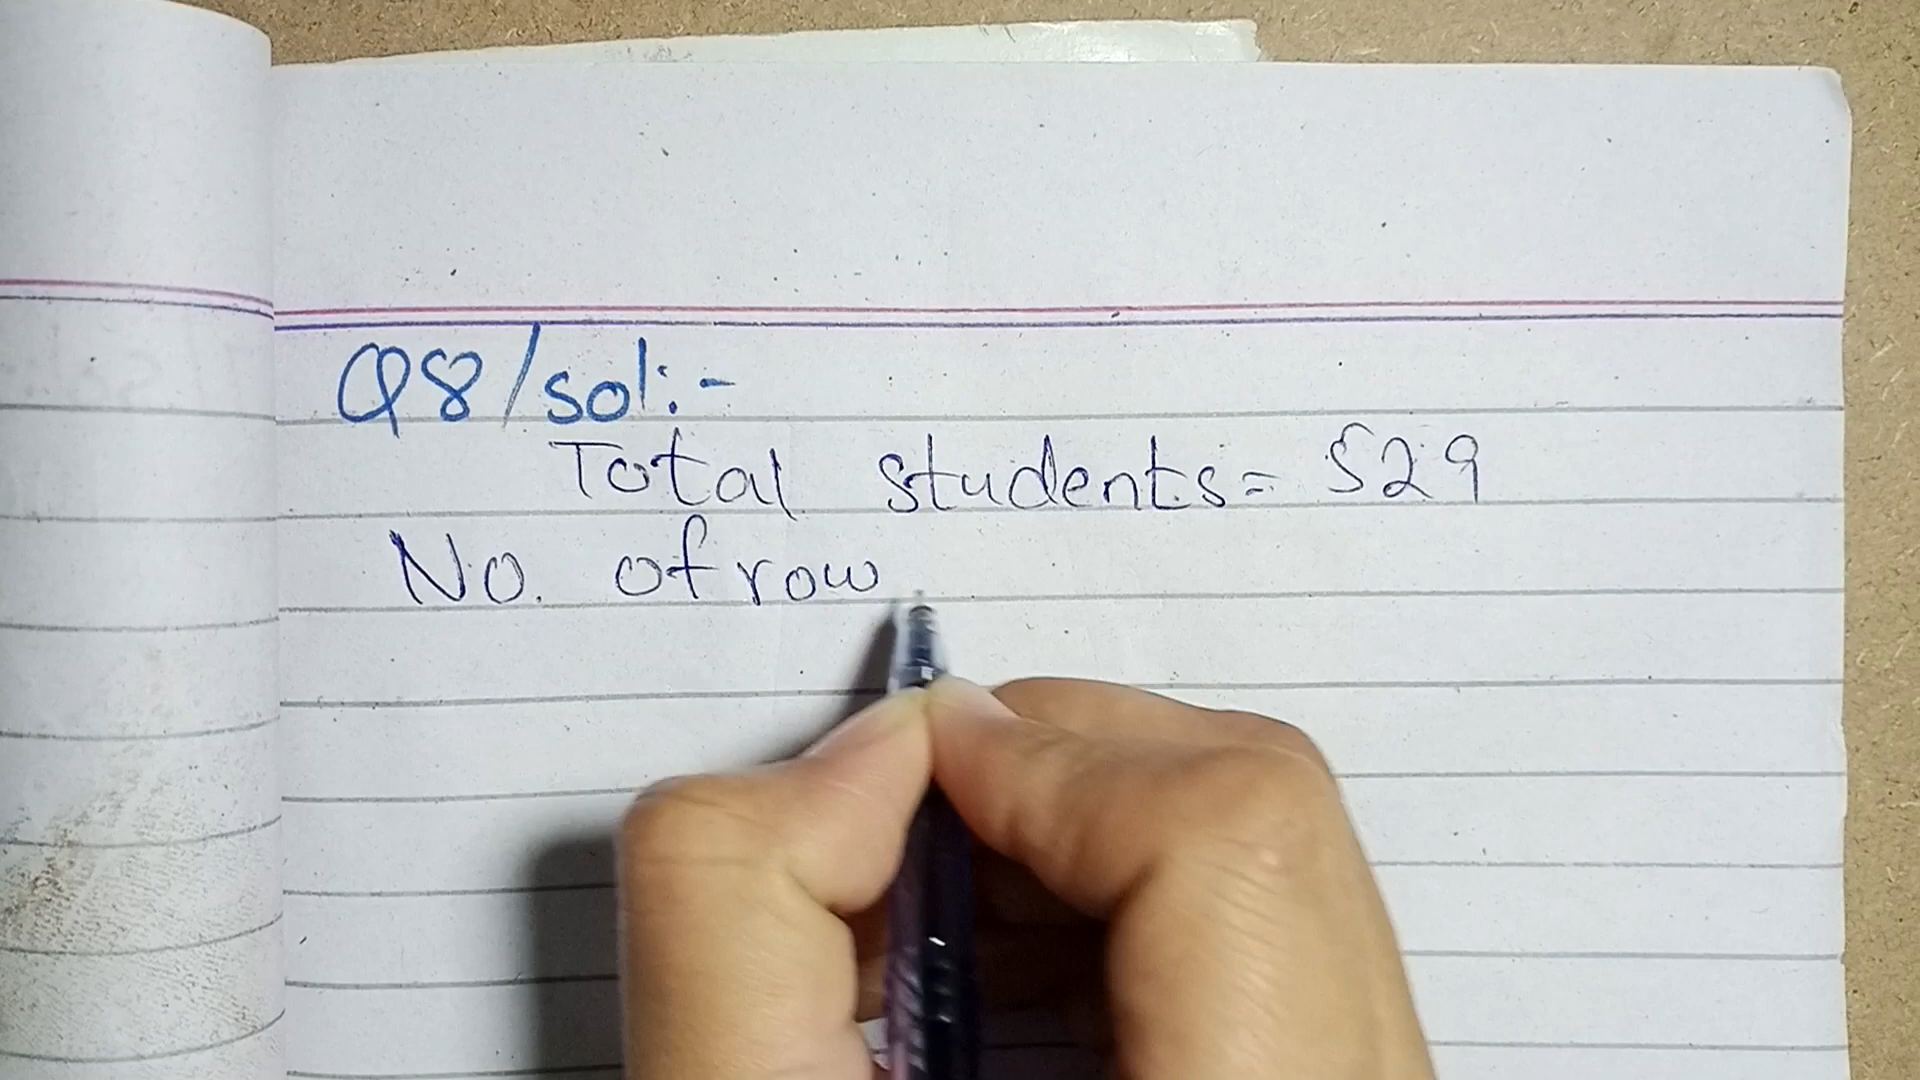 Q8/sol:-
Total students= 529
No. of row